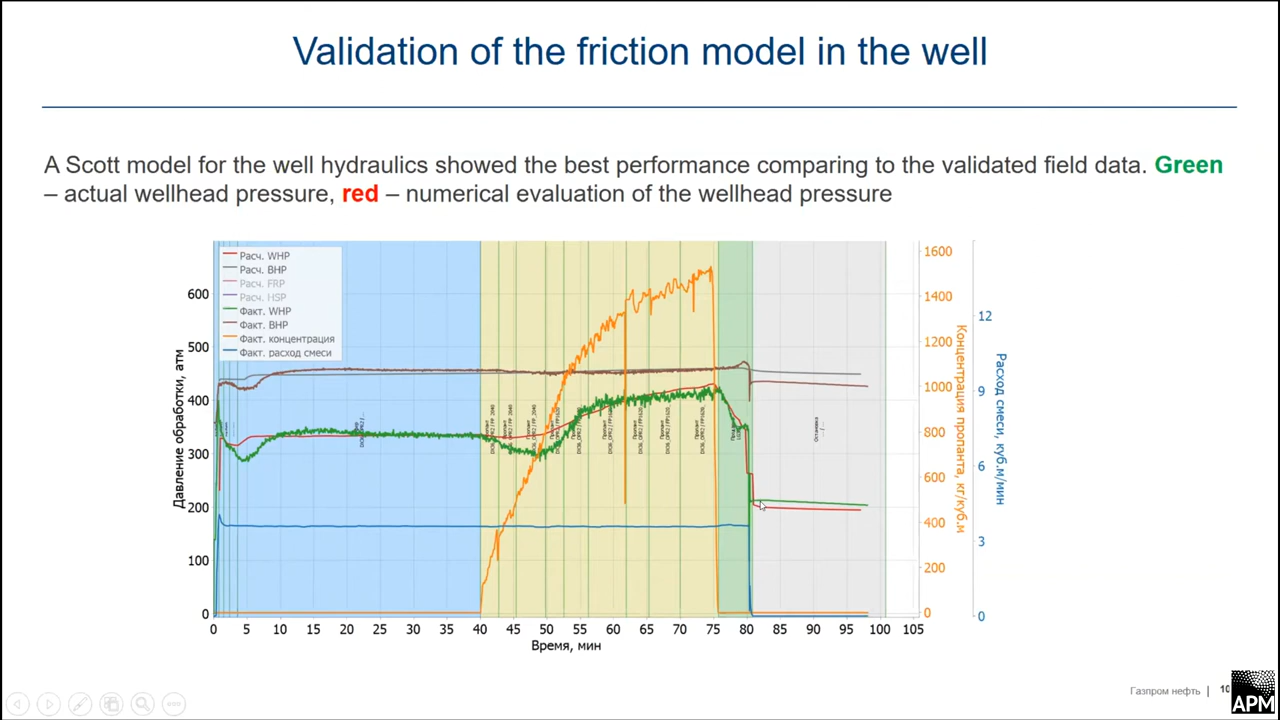 Validation of the friction model in the well
A Scott model for the well hydraulics showed the best performance comparing to the validated field data. Green
– actual wellhead pressure, red – numerical evaluation of the wellhead pressure
Расч. WHP
Расч. BHP
Расч. FRP
Расч. HSP
Факт. WHP
Факт. BHP
Факт. концентрация
Факт. расход смеси
Давление обработки, атм
600
500
400
300
200
100
0
0 5 10 15 20 25 30 35 40 45 50 55 60 65 70 75 80 85 90 95 100 105
Время, мин
1600
1400
1200
1000
800
600
400
200
0
Концентрация пропанта, кг/куб.м
12
9
6
3
0
Расход смеси, куб.м/мин
Газпром нефть | 10
APM